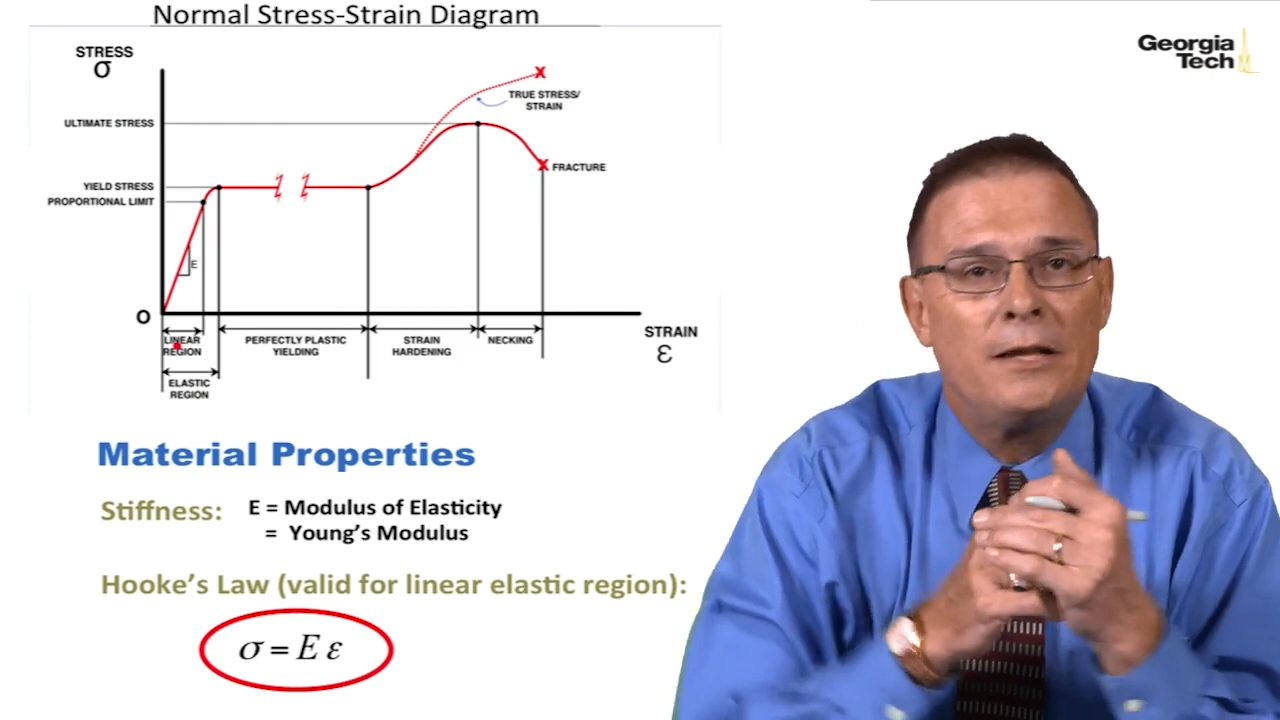 Normal Stress-Strain Diagram
Georgia
Tech
STRESS
σ
TRUE STRESS/
STRAIN
ULTIMATE STRESS
FRACTURE
YIELD STRESS
PROPORTIONAL LIMIT
E
O
STRAIN
ε
LINEAR
REGION
PERFECTLY PLASTIC
YIELDING
STRAIN
HARDENING
NECKING
ELASTIC
REGION
Material Properties
Stiffness: E = Modulus of Elasticity
= Young's Modulus
Hooke's Law (valid for linear elastic region):
σ = E ε